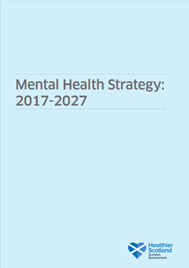 Mental Health Strategy:
2017-2027
Healthier
Scotland
Scottish
Government